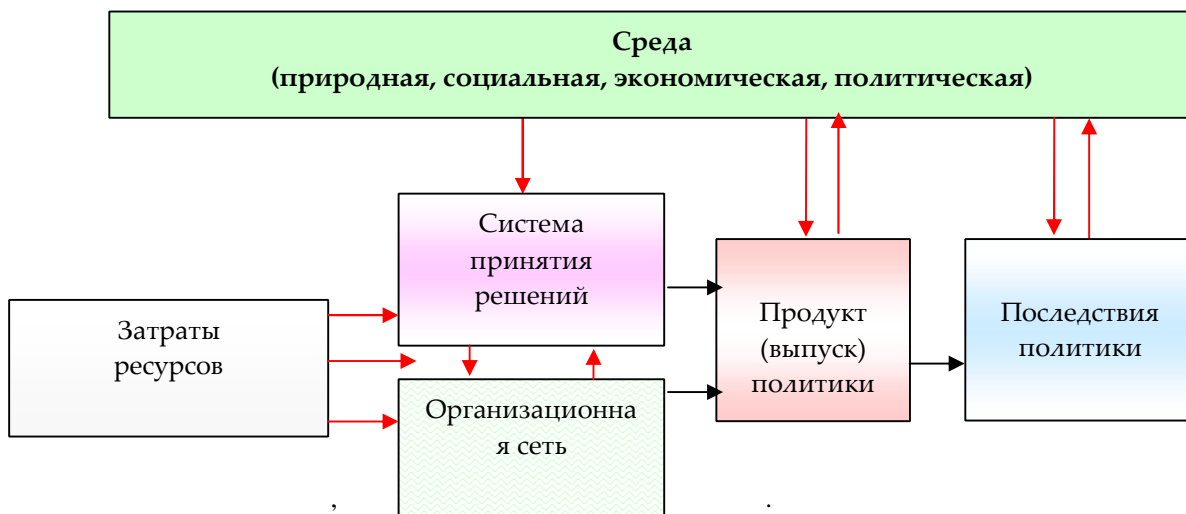 Среда
(природная, социальная, экономическая, политическая)
Система
принятия
решений
Затраты
ресурсов
Организационна
я сеть
Продукт
(выпуск)
политики
Последствия
политики
, .